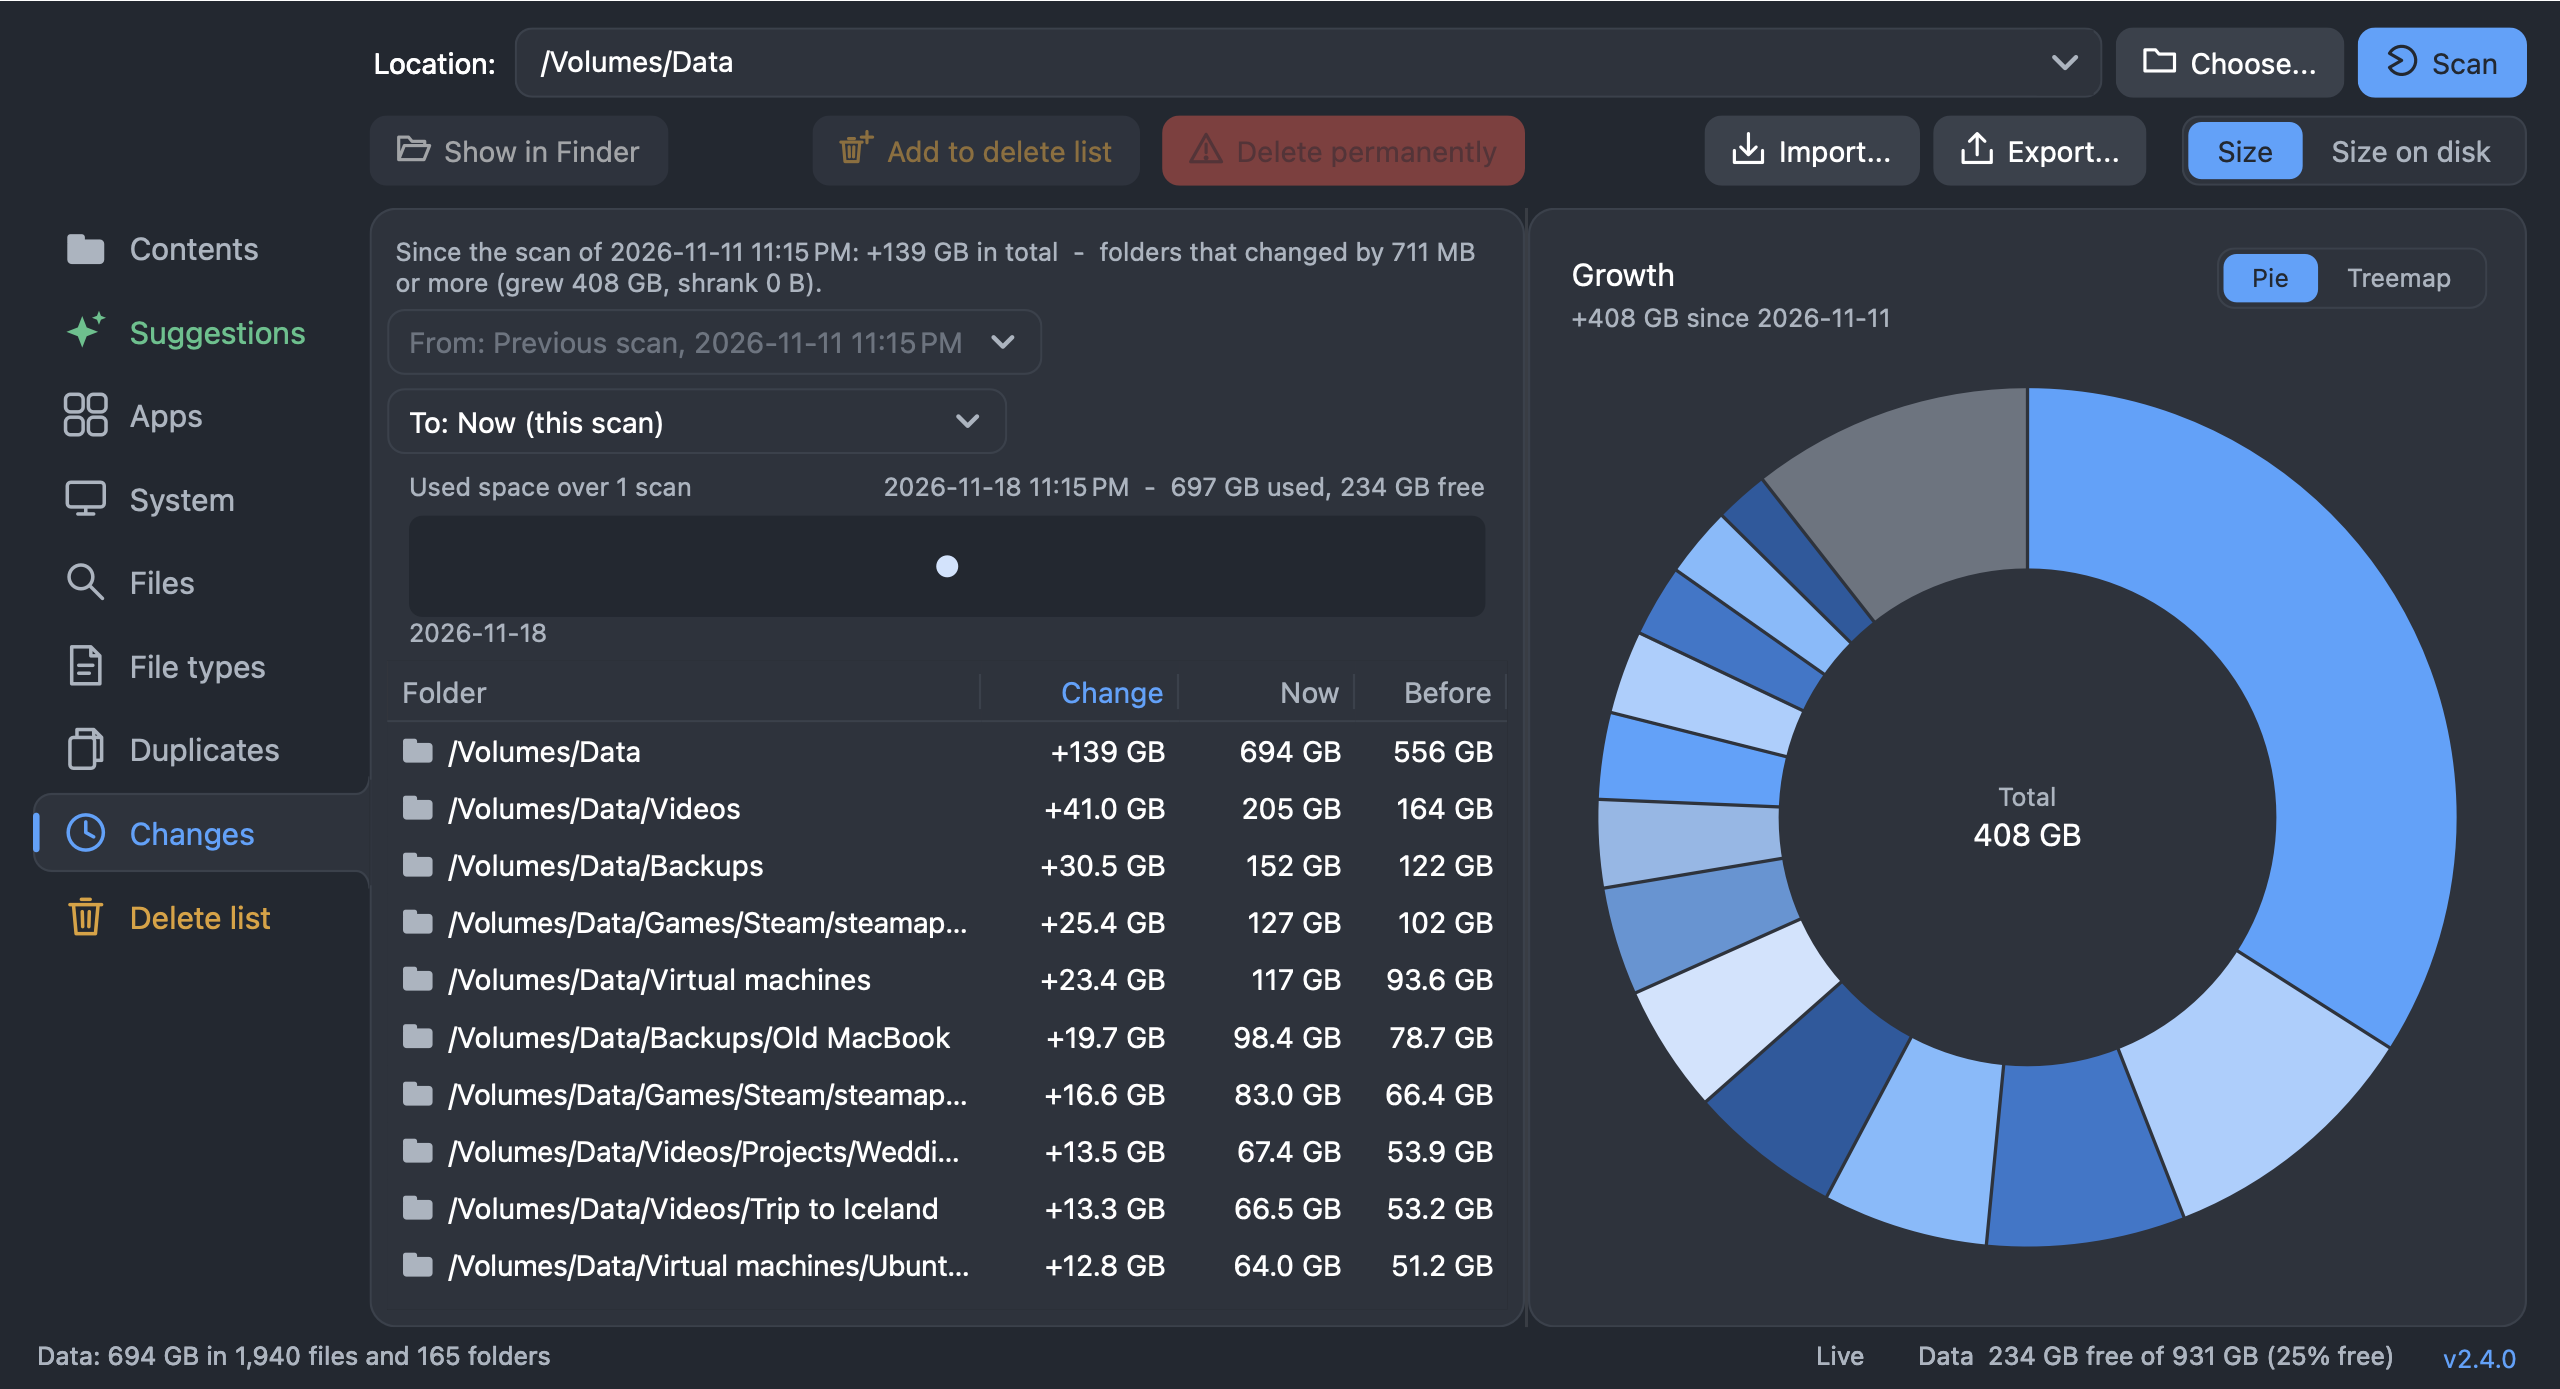 Location:
/Volumes/Data
Choose...
Scan
Show in Finder
Add to delete list
Delete permanently
Import...
Export...
Size
Size on disk
Contents
Suggestions
Apps
System
Files
File types
Duplicates
Changes
Delete list
Since the scan of 2026-11-11 11:15 PM: +139 GB in total - folders that changed by 711 MB
or more (grew 408 GB, shrank 0 B).
From: Previous scan, 2026-11-11 11:15 PM
To: Now (this scan)
Used space over 1 scan
2026-11-18 11:15 PM - 697 GB used, 234 GB free
2026-11-18
Folder Change Now Before
/Volumes/Data +139 GB 694 GB 556 GB
/Volumes/Data/Videos +41.0 GB 205 GB 164 GB
/Volumes/Data/Backups +30.5 GB 152 GB 122 GB
/Volumes/Data/Games/Steam/steamap... +25.4 GB 127 GB 102 GB
/Volumes/Data/Virtual machines +23.4 GB 117 GB 93.6 GB
/Volumes/Data/Backups/Old MacBook +19.7 GB 98.4 GB 78.7 GB
/Volumes/Data/Games/Steam/steamap... +16.6 GB 83.0 GB 66.4 GB
/Volumes/Data/Videos/Projects/Weddi... +13.5 GB 67.4 GB 53.9 GB
/Volumes/Data/Videos/Trip to Iceland +13.3 GB 66.5 GB 53.2 GB
/Volumes/Data/Virtual machines/Ubunt... +12.8 GB 64.0 GB 51.2 GB
Growth
+408 GB since 2026-11-11
Pie
Treemap
Total
408 GB
Data: 694 GB in 1,940 files and 165 folders
Live
Data 234 GB free of 931 GB (25% free)
v2.4.0